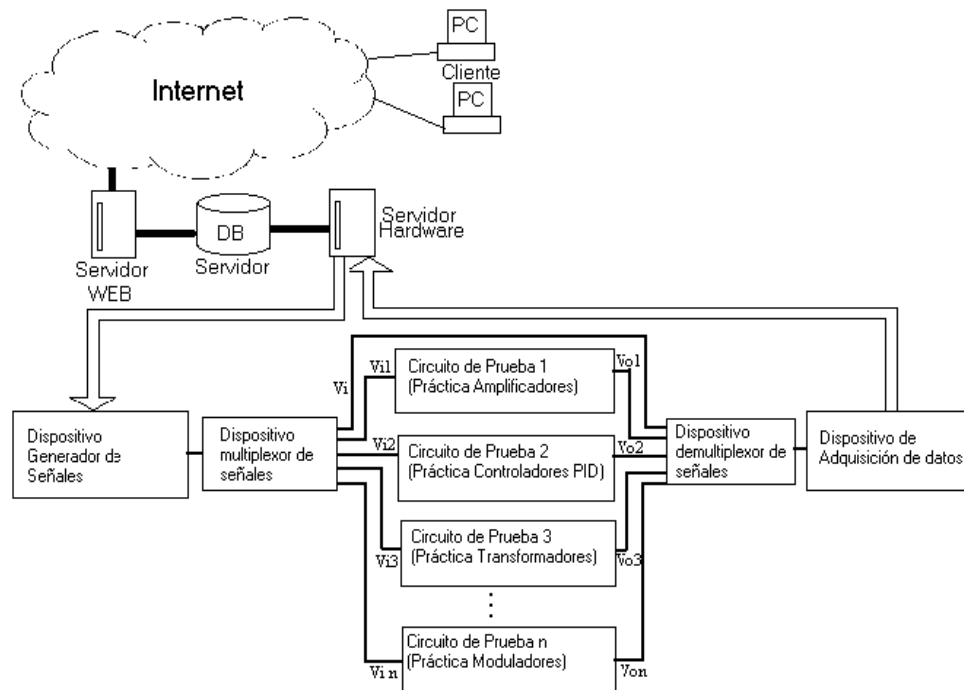 PC
Cliente
PC
Internet
DB
Servidor
WEB
Servidor
Servidor
Hardware
Vi
Vi1
Circuito de Prueba 1
(Práctica Amplificadores)
Vo1
Dispositivo
Generador de
Señales
Dispositivo
multiplexor de
señales
Vi2
Circuito de Prueba 2
(Práctica Controladores PID)
Vo2
Dispositivo
demultiplexor de
señales
Dispositivo de
Adquisición de datos
Vi3
Circuito de Prueba 3
(Práctica Transformadores)
Vo3
Vin
Circuito de Prueba n
(Práctica Moduladores)
Von